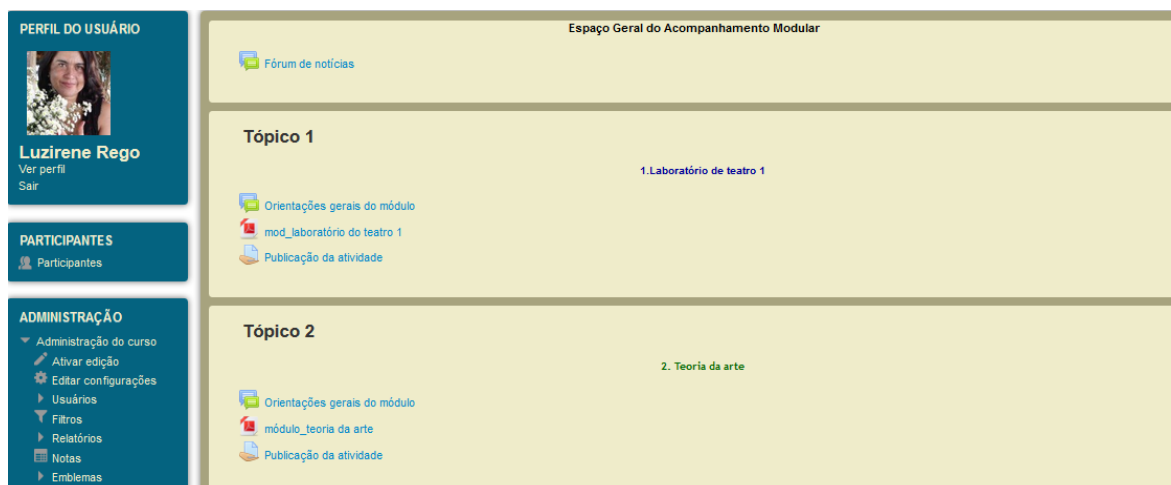 PERFIL DO USUÁRIO
Luzirene Rego
Ver perfil
Sair
PARTICIPANTES
Participantes
ADMINISTRAÇÃO
Administração do curso
Ativar edição
Editar configurações
Usuários
Filtros
Relatórios
Notas
Emblemas
Espaço Geral do Acompanhamento Modular
Fórum de notícias
Tópico 1
1.Laboratório de teatro 1
Orientações gerais do módulo
mod_laboratório do teatro 1
Publicação da atividade
Tópico 2
2. Teoria da arte
Orientações gerais do módulo
módulo_teoria da arte
Publicação da atividade